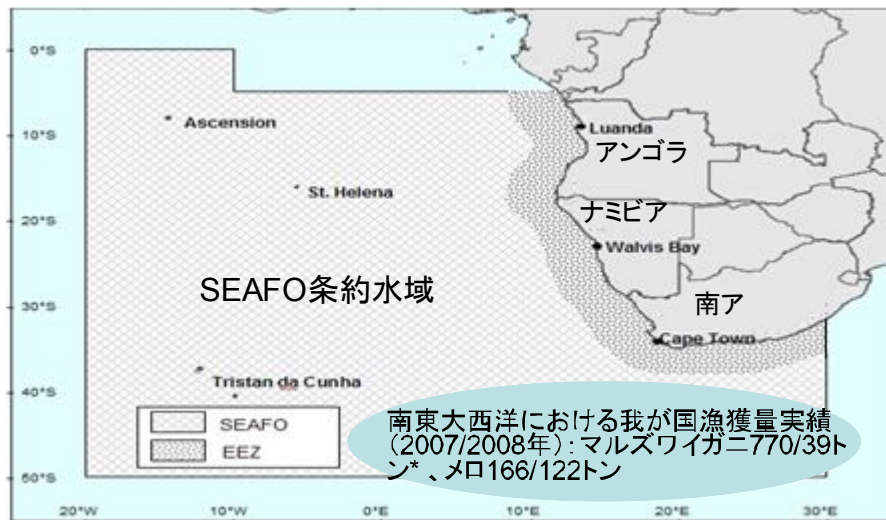 0°S
Ascension
Luanda
10°S
アンゴラ
St. Helena
ナミビア
20°S
Walvis Bay
SEAFO条約水域
南ア
30°S
Cape Town
Tristan da Cunha
40°S
SEAFO
EEZ
南東大西洋における我が国漁獲量実績
（2007/2008年）：マルズワイガニ770/39ト
ン*、メロ166/122トン
50°S
20°W 10°W 0°E 10°E 20°E 30°E